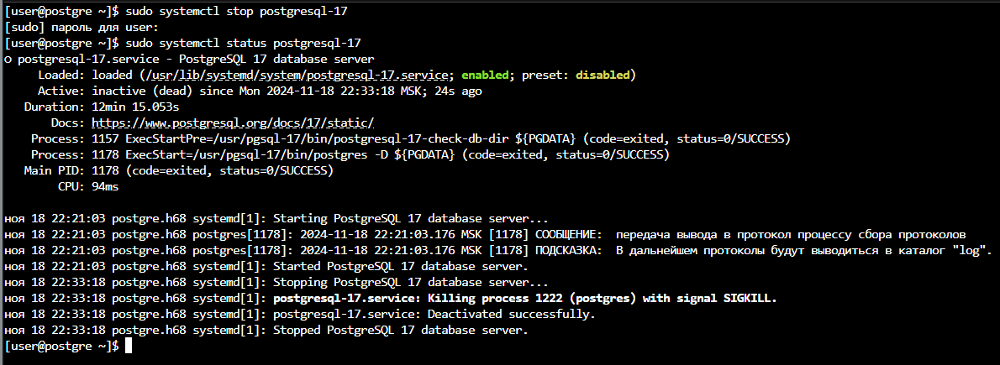 [user@postgre ~]$ sudo systemctl stop postgresql-17
[sudo] пароль для user:
[user@postgre ~]$ sudo systemctl status postgresql-17
○ postgresql-17.service - PostgreSQL 17 database server
Loaded: loaded (/usr/lib/systemd/system/postgresql-17.service; enabled; preset: disabled)
Active: inactive (dead) since Mon 2024-11-18 22:33:18 MSK; 24s ago
Duration: 12min 15.053s
Docs: https://www.postgresql.org/docs/17/static/
Process: 1157 ExecStartPre=/usr/pgsql-17/bin/postgresql-17-check-db-dir ${PGDATA} (code=exited, status=0/SUCCESS)
Process: 1178 ExecStart=/usr/pgsql-17/bin/postgres -D ${PGDATA} (code=exited, status=0/SUCCESS)
Main PID: 1178 (code=exited, status=0/SUCCESS)
CPU: 94ms
ноя 18 22:21:03 postgre.h68 systemd[1]: Starting PostgreSQL 17 database server...
ноя 18 22:21:03 postgre.h68 postgres[1178]: 2024-11-18 22:21:03.176 MSK [1178] СООБЩЕНИЕ:  передача вывода в протокол процессу сбора протоколов
ноя 18 22:21:03 postgre.h68 postgres[1178]: 2024-11-18 22:21:03.176 MSK [1178] ПОДСКАЗКА:  В дальнейшем протоколы будут выводиться в каталог "log".
ноя 18 22:21:03 postgre.h68 systemd[1]: Started PostgreSQL 17 database server.
ноя 18 22:33:18 postgre.h68 systemd[1]: Stopping PostgreSQL 17 database server...
ноя 18 22:33:18 postgre.h68 systemd[1]: postgresql-17.service: Killing process 1222 (postgres) with signal SIGKILL.
ноя 18 22:33:18 postgre.h68 systemd[1]: postgresql-17.service: Deactivated successfully.
ноя 18 22:33:18 postgre.h68 systemd[1]: Stopped PostgreSQL 17 database server.
[user@postgre ~]$